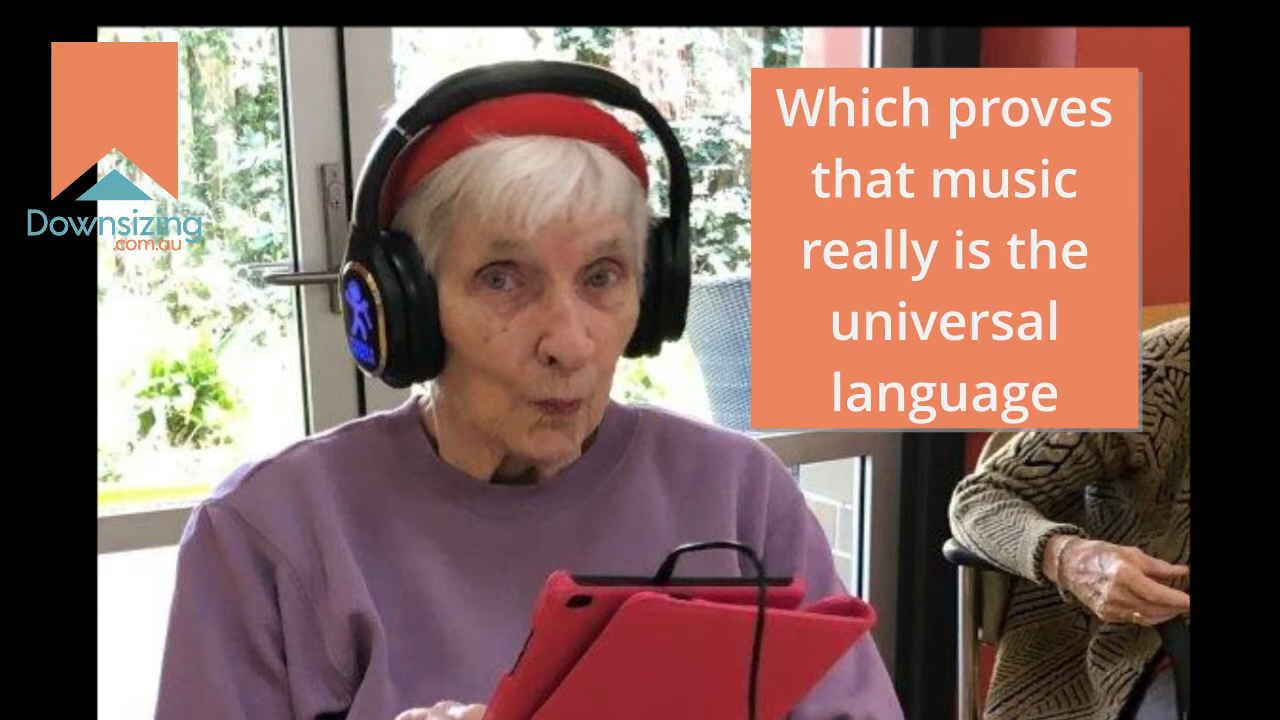 Downsizing
.com.au
Which proves
that music
really is the
universal
language